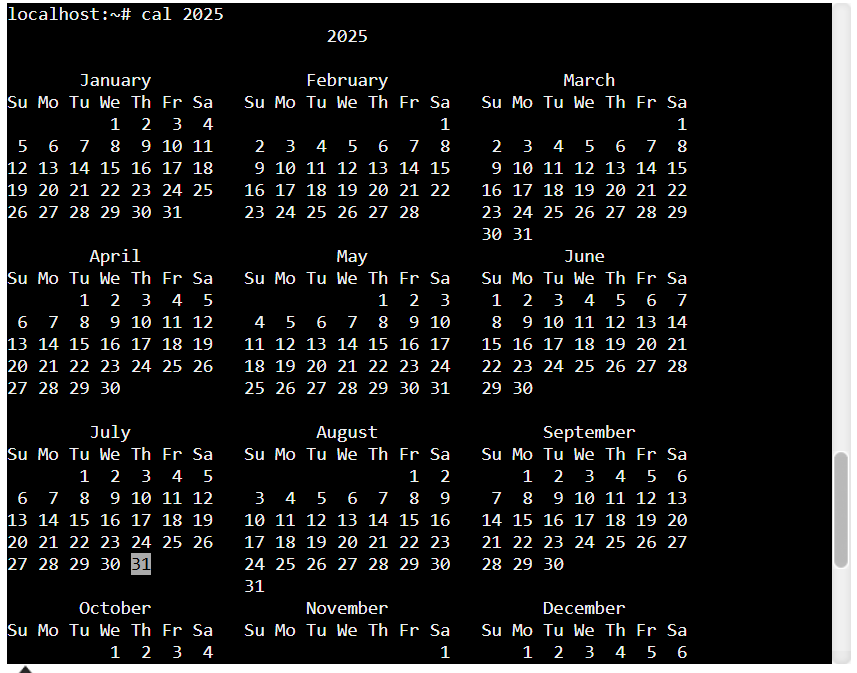 localhost:~# cal 2025
                               2025

       January               February                 March
Su Mo Tu We Th Fr Sa   Su Mo Tu We Th Fr Sa   Su Mo Tu We Th Fr Sa
          1  2  3  4                      1                      1
 5  6  7  8  9 10 11    2  3  4  5  6  7  8    2  3  4  5  6  7  8
12 13 14 15 16 17 18    9 10 11 12 13 14 15    9 10 11 12 13 14 15
19 20 21 22 23 24 25   16 17 18 19 20 21 22   16 17 18 19 20 21 22
26 27 28 29 30 31      23 24 25 26 27 28      23 24 25 26 27 28 29
                                              30 31
        April                   May                   June
Su Mo Tu We Th Fr Sa   Su Mo Tu We Th Fr Sa   Su Mo Tu We Th Fr Sa
       1  2  3  4  5                1  2  3    1  2  3  4  5  6  7
 6  7  8  9 10 11 12    4  5  6  7  8  9 10    8  9 10 11 12 13 14
13 14 15 16 17 18 19   11 12 13 14 15 16 17   15 16 17 18 19 20 21
20 21 22 23 24 25 26   18 19 20 21 22 23 24   22 23 24 25 26 27 28
27 28 29 30            25 26 27 28 29 30 31   29 30

        July                  August                September
Su Mo Tu We Th Fr Sa   Su Mo Tu We Th Fr Sa   Su Mo Tu We Th Fr Sa
       1  2  3  4  5                   1  2       1  2  3  4  5  6
 6  7  8  9 10 11 12    3  4  5  6  7  8  9    7  8  9 10 11 12 13
13 14 15 16 17 18 19   10 11 12 13 14 15 16   14 15 16 17 18 19 20
20 21 22 23 24 25 26   17 18 19 20 21 22 23   21 22 23 24 25 26 27
27 28 29 30 31         24 25 26 27 28 29 30   28 29 30
                       31
       October               November               December
Su Mo Tu We Th Fr Sa   Su Mo Tu We Th Fr Sa   Su Mo Tu We Th Fr Sa
          1  2  3  4                      1       1  2  3  4  5  6